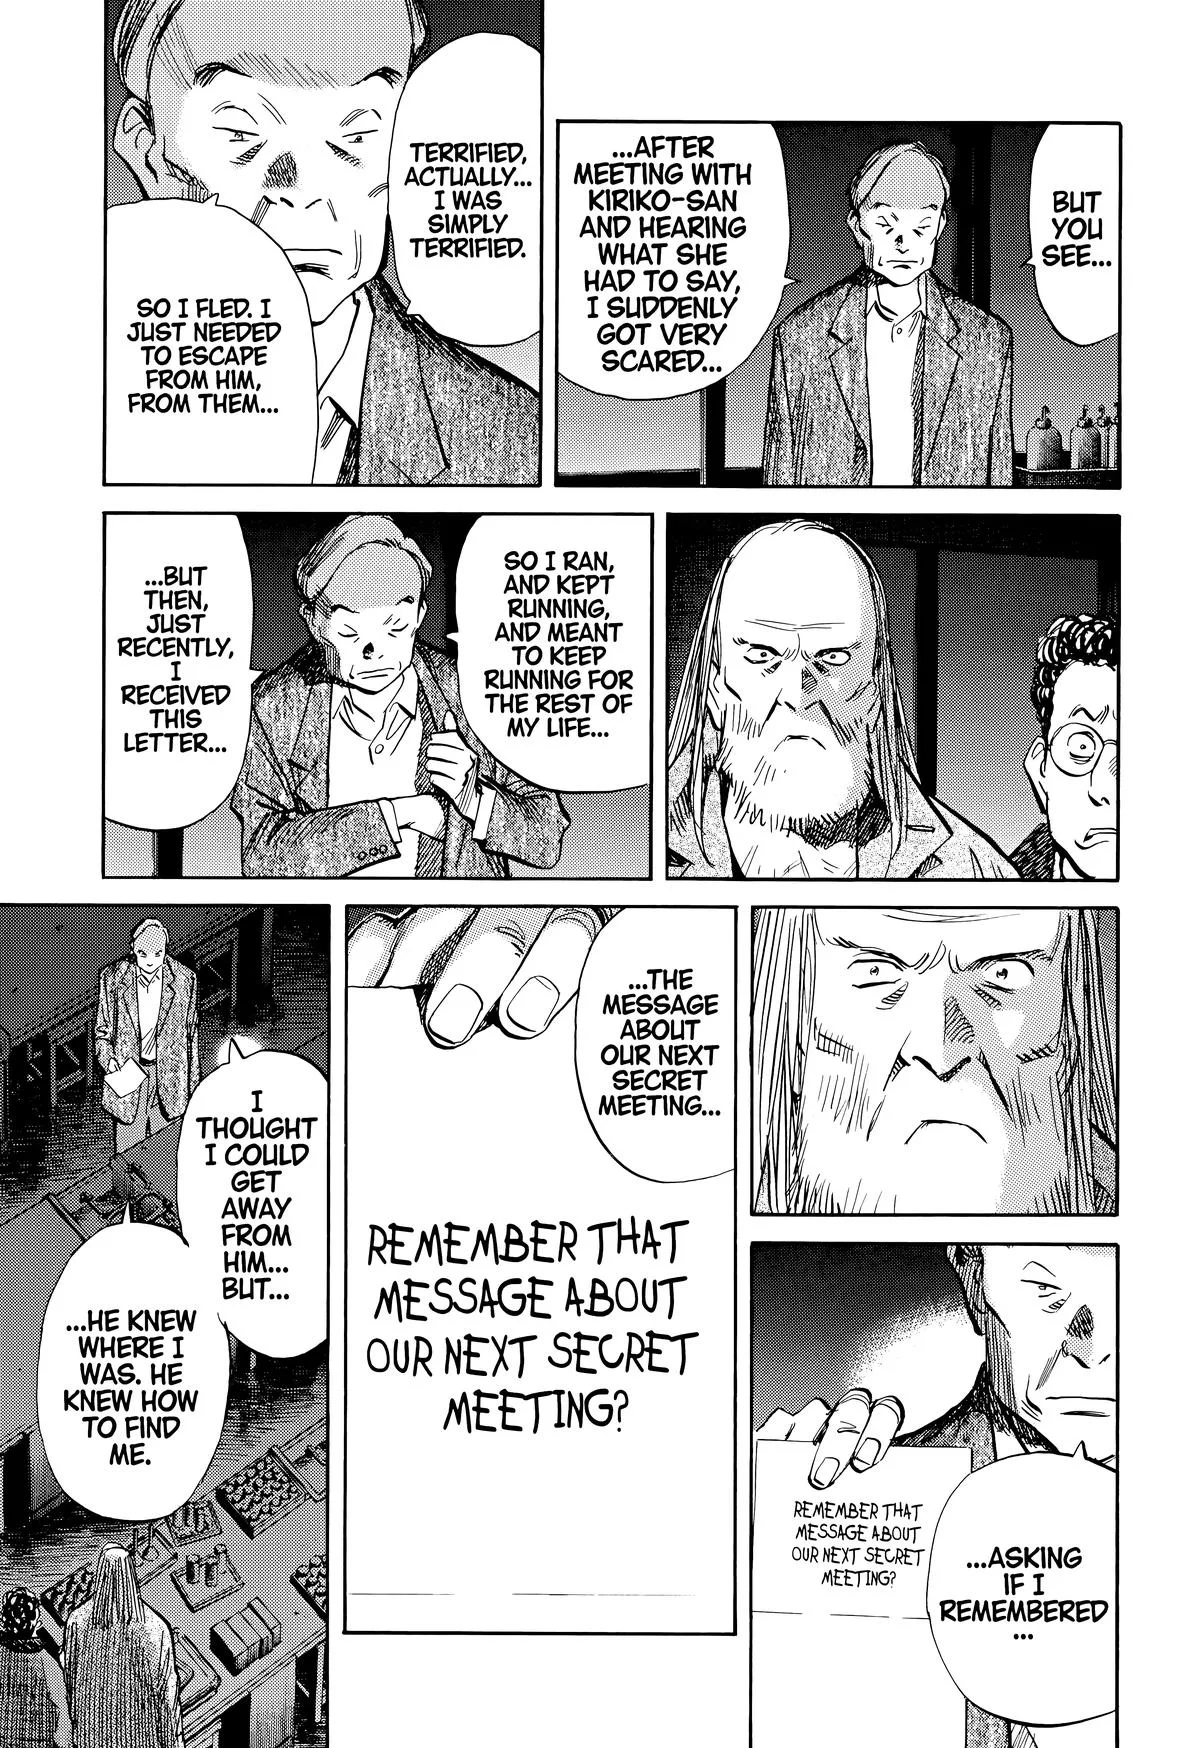 BUT
YOU
SEE...
...AFTER
MEETING WITH
KIRIKO-SAN
AND HEARING
WHAT SHE
HAD TO SAY,
I SUDDENLY
GOT VERY
SCARED...
TERRIFIED,
ACTUALLY...
I WAS
SIMPLY
TERRIFIED.
SO I FLED. I
JUST NEEDED
TO ESCAPE
FROM HIM,
FROM THEM...
SO I RAN,
AND KEPT
RUNNING,
AND MEANT
TO KEEP
RUNNING FOR
THE REST OF
MY LIFE...
...BUT
THEN,
JUST
RECENTLY,
I
RECEIVED
THIS
LETTER...
...ASKING
IF I
REMEMBERED
...
REMEMBER THAT
MESSAGE ABOUT
OUR NEXT SECRET
MEETING?
...THE
MESSAGE
ABOUT
OUR NEXT
SECRET
MEETING...
REMEMBER THAT
MESSAGE ABOUT
OUR NEXT SECRET
MEETING?
I
THOUGHT
I COULD
GET
AWAY
FROM
HIM...
BUT...
...HE KNEW
WHERE I
WAS. HE
KNEW HOW
TO FIND
ME.